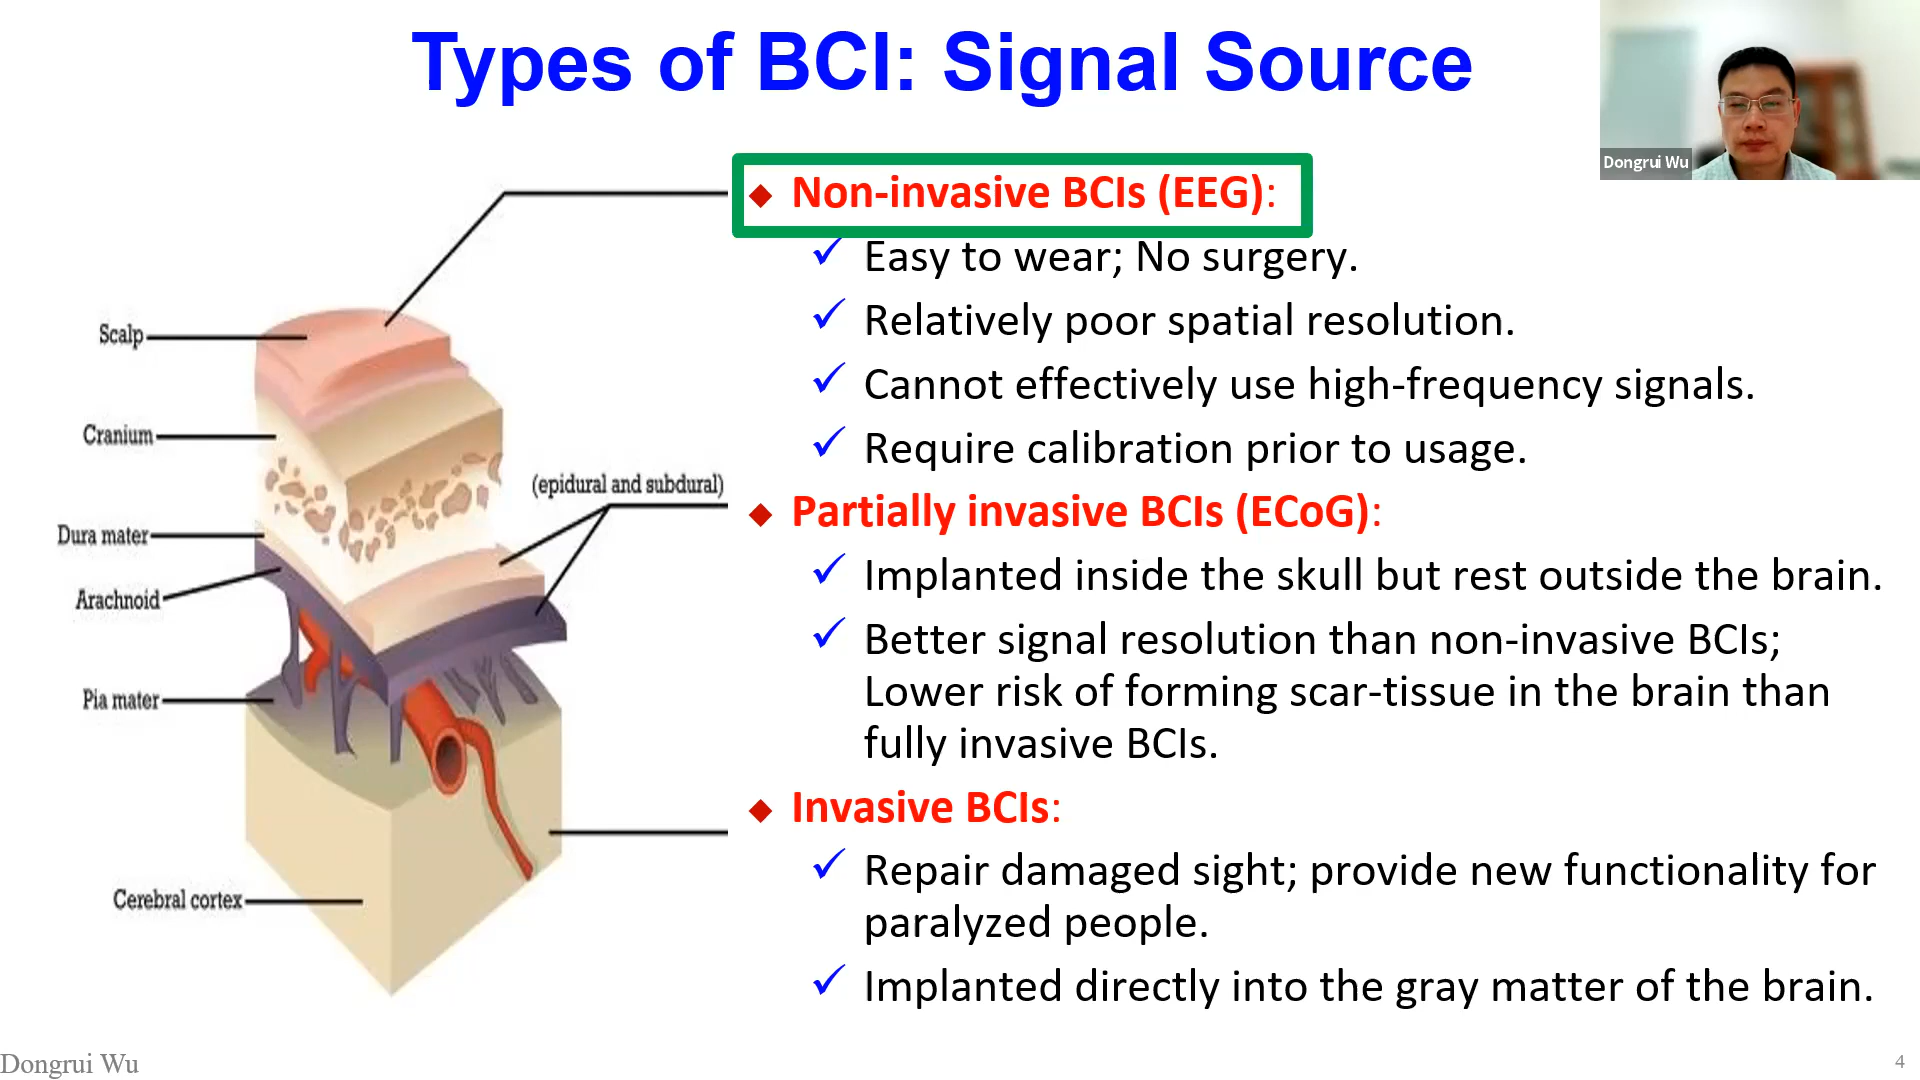 Types of BCI: Signal Source
Dongrui Wu
Non-invasive BCIs (EEG):
Easy to wear; No surgery.
Relatively poor spatial resolution.
Cannot effectively use high-frequency signals.
Require calibration prior to usage.
Partially invasive BCIs (ECoG):
Implanted inside the skull but rest outside the brain.
Better signal resolution than non-invasive BCIs;
Lower risk of forming scar-tissue in the brain than
fully invasive BCIs.
Invasive BCIs:
Repair damaged sight; provide new functionality for
paralyzed people.
Implanted directly into the gray matter of the brain.
Scalp
Cranium
(epidural and subdural)
Dura mater
Arachnoid
Pia mater
Cerebral cortex
Dongrui Wu
4